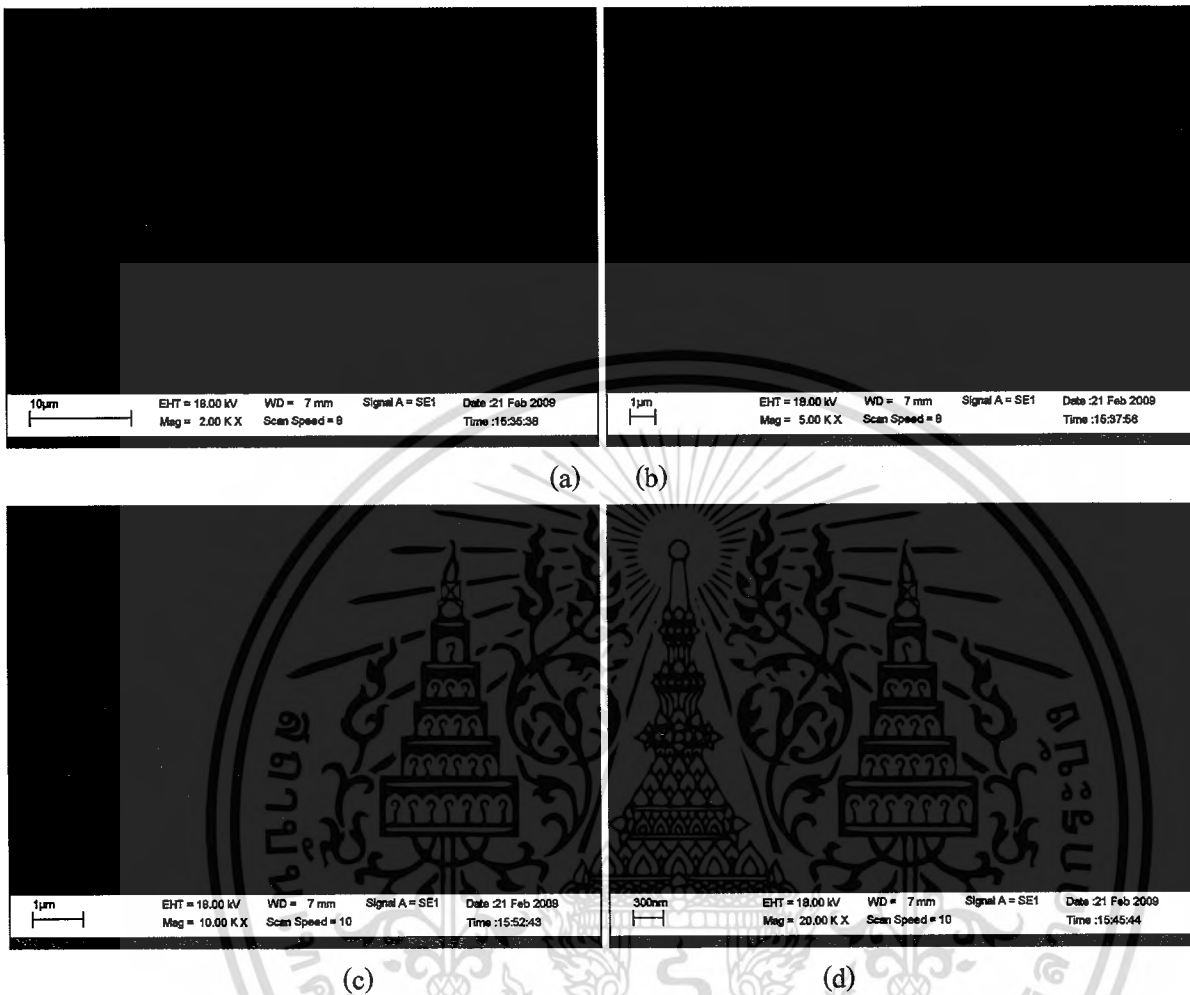 10µm EHT = 18.00 kV WD = 7 mm Signal A = SE1 Date :21 Feb 2009
Mag = 2.00 K X Scan Speed = 8 Time :15:35:38
1µm EHT = 18.00 kV WD = 7 mm Signal A = SE1 Date :21 Feb 2009
Mag = 5.00 K X Scan Speed = 8 Time :15:37:56
(a) (b)
1µm EHT = 18.00 kV WD = 7 mm Signal A = SE1 Date :21 Feb 2009
Mag = 10.00 K X Scan Speed = 10 Time :15:52:43
300nm EHT = 18.00 kV WD = 7 mm Signal A = SE1 Date :21 Feb 2009
Mag = 20.00 K X Scan Speed = 10 Time :15:45:44
(c) (d)